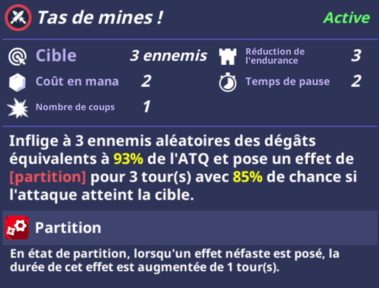 Tas de mines ! Active
Cible 3 ennemis Réduction de l'endurance 3
Coût en mana 2 Temps de pause 2
Nombre de coups 1
Inflige à 3 ennemis aléatoires des dégâts
équivalents à 93% de l'ATQ et pose un effet de
[partition] pour 3 tour(s) avec 85% de chance si
l'attaque atteint la cible.
Partition
En état de partition, lorsqu'un effet néfaste est posé, la
durée de cet effet est augmentée de 1 tour(s).